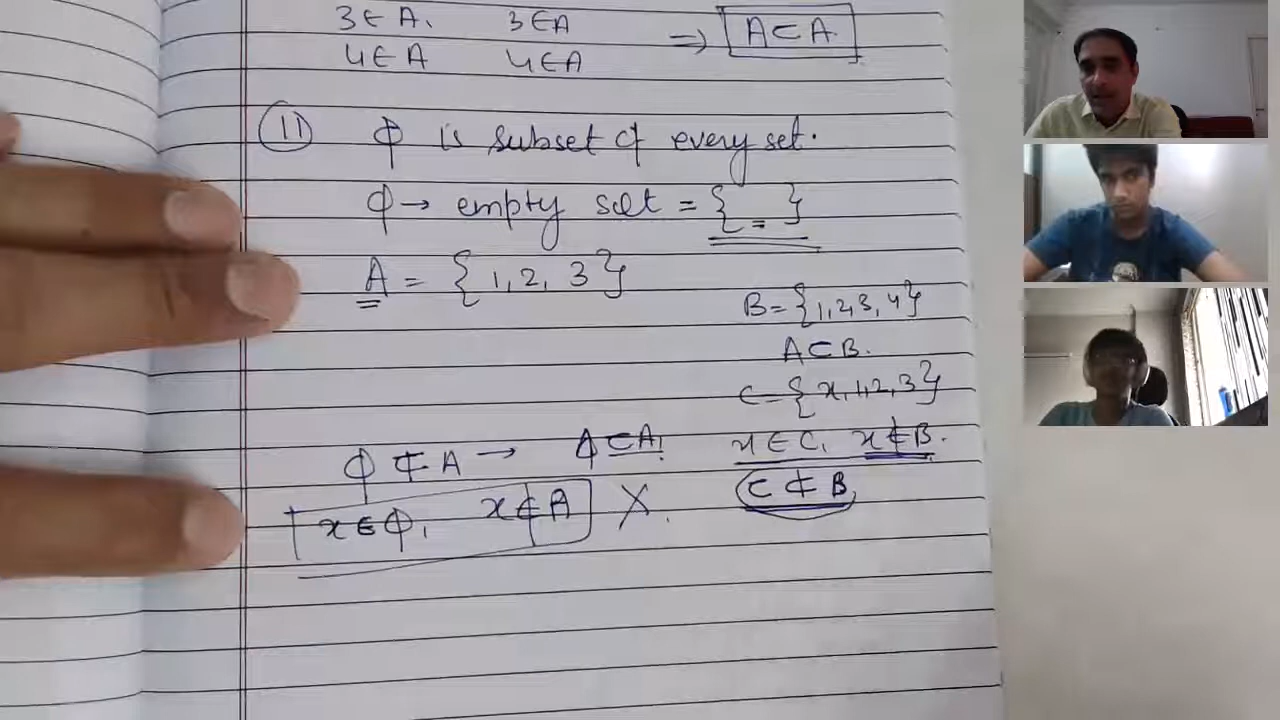 3 ∈ A, 3 ∈ A
4 ∈ A 4 ∈ A ⇒ A ⊂ A
(11) φ is subset of every set.
φ → empty set = { }
A = {1, 2, 3}
B = {1, 2, 3, 4}
A ⊂ B.
C = {x, 1, 2, 3}
φ ⊄ A → φ ⊂ A! x ∈ C, x ∉ B.
x ∈ φ, x ∉ A X. C ⊄ B